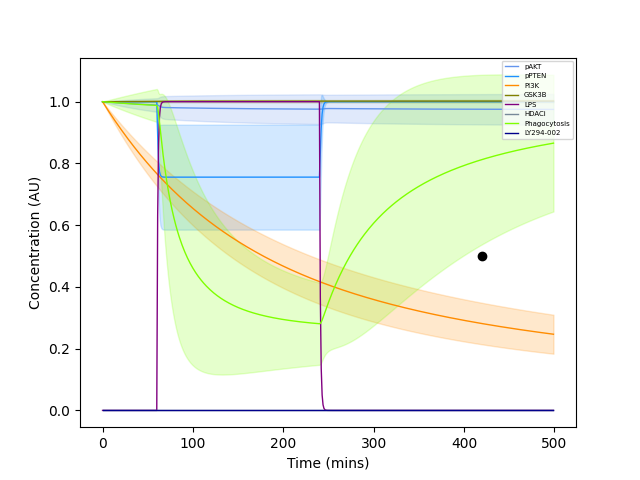 pAKT
pPTEN
PI3K
GSK3B
LPS
HDACi
Phagocytosis
LY294-002
Concentration (AU)
1.0
0.8
0.6
0.4
0.2
0.0
0
100
200
300
400
500
Time (mins)